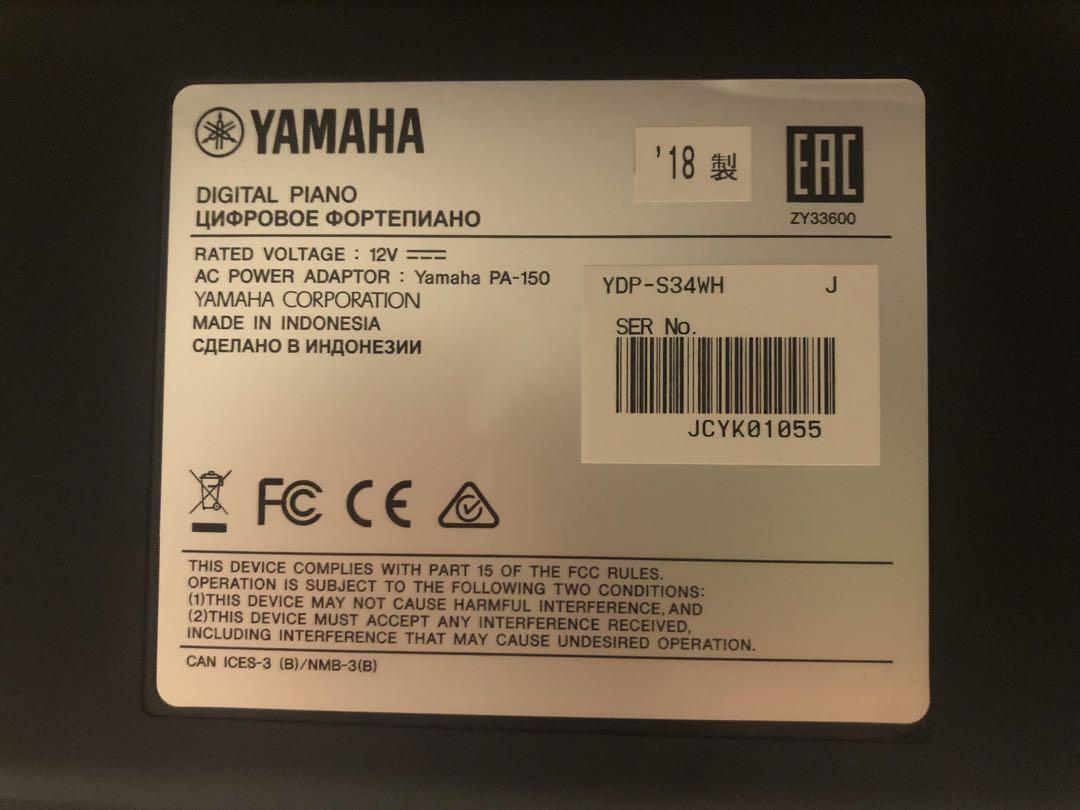 YAMAHA
'18 製
EAC
ZY33600
DIGITAL PIANO
ЦИФРОВОЕ ФОРТЕПИАНО
RATED VOLTAGE : 12V
AC POWER ADAPTOR : Yamaha PA-150
YAMAHA CORPORATION
MADE IN INDONESIA
СДЕЛАНО В ИНДОНЕЗИИ
YDP-S34WH J
SER No.
JCYK01055
FC CE
THIS DEVICE COMPLIES WITH PART 15 OF THE FCC RULES.
OPERATION IS SUBJECT TO THE FOLLOWING TWO CONDITIONS:
(1)THIS DEVICE MAY NOT CAUSE HARMFUL INTERFERENCE, AND
(2)THIS DEVICE MUST ACCEPT ANY INTERFERENCE RECEIVED,
INCLUDING INTERFERENCE THAT MAY CAUSE UNDESIRED OPERATION.
CAN ICES-3 (B)/NMB-3(B)